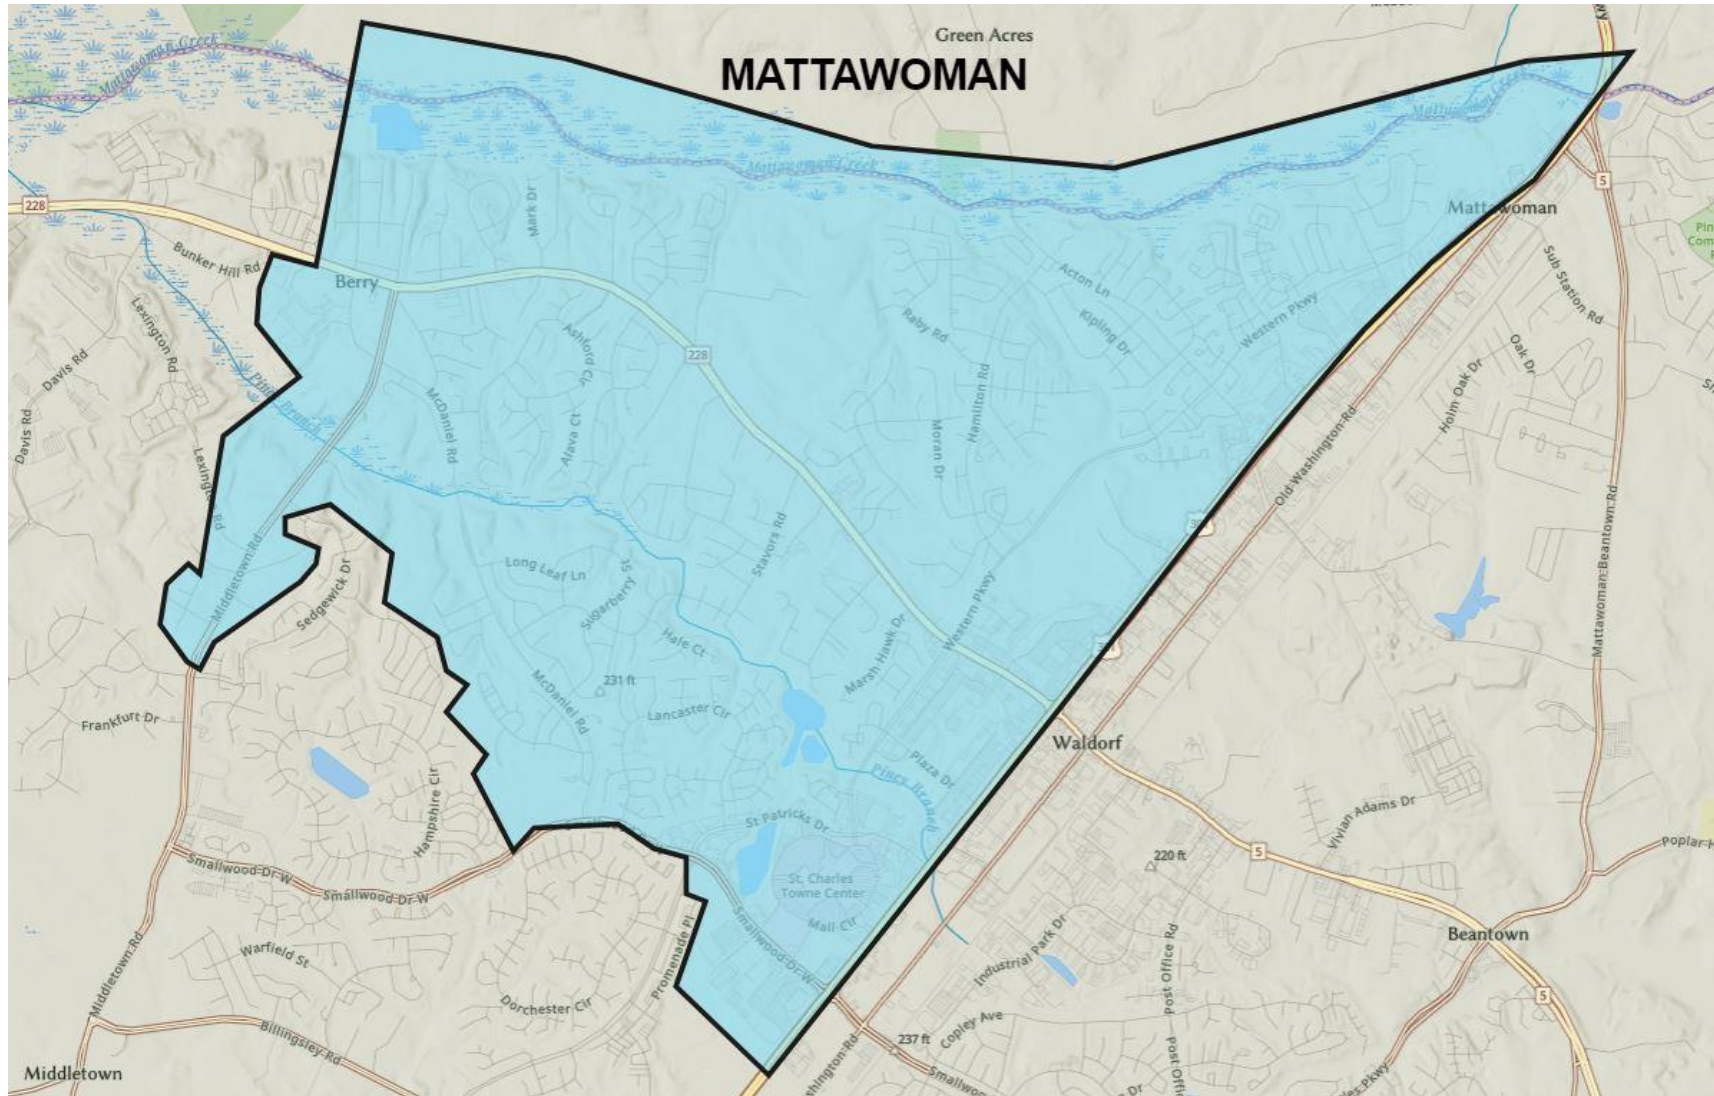 Green Acres
MATTAWOMAN
Mattawoman Creek
Mattawoman Creek
Mattawoman Creek
228
5
Mattawoman
Bunker Hill Rd
Berry
Mark Dr
Acton Ln
Sub Station Rd
Lexington Rd
Ashford Cir
Raby Rd
Kipling Dr
Western Pkwy
Oak Dr
Davis Rd
228
Holm Oak Dr
Davis Rd
Piney Branch
McDaniel Rd
Alava Ct
Moran Dr
Hamilton Rd
Old Washington Rd
Lexington Rd
Stavors Rd
Mattawoman Beantown Rd
Middletown Rd
Sedgewick Dr
Long Leaf Ln
Sugarberry St
Hale Ct
Marsh Hawk Dr
Western Pkwy
231 ft
McDaniel Rd
Lancaster Cir
Frankfurt Dr
Waldorf
Hampshire Cir
Plaza Dr
Piney Branch
St Patricks Dr
Vivian Adams Dr
220 ft
5
Smallwood Dr W
Smallwood Dr W
St. Charles
Towne Center
Mall Cir
Smallwood Dr W
Promenade Pl
Industrial Park Dr
Post Office Rd
Beantown
Warfield St
Middletown Rd
Dorchester Cir
5
Billingsley Rd
237 ft
Copley Ave
Middletown